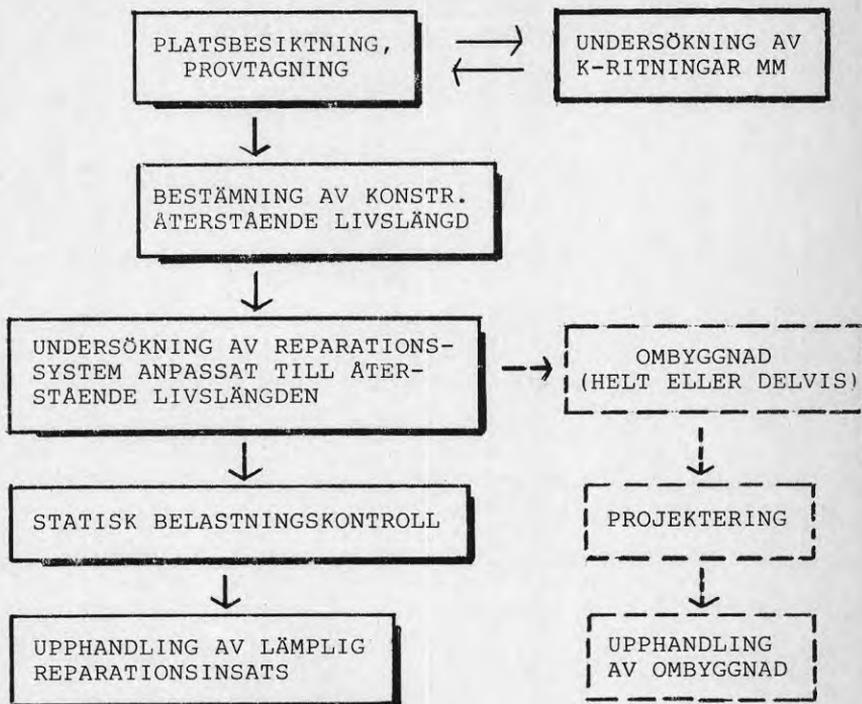 PLATSBESIKTNING,
PROVTAGNING
UNDERSÖKNING AV
K-RITNINGAR MM
BESTÄMNING AV KONSTR.
ÅTERSTÅENDE LIVSLÄNGD
UNDERSÖKNING AV REPARATIONS-
SYSTEM ANPASSAT TILL ÅTER-
STÅENDE LIVSLÄNGDEN
OMBYGGNAD
(HELT ELLER DELVIS)
STATISK BELASTNINGSKONTROLL
PROJEKTERING
UPPHANDLING AV LÄMPLIG
REPARATIONSINSATS
UPPHANDLING
AV OMBYGGNAD